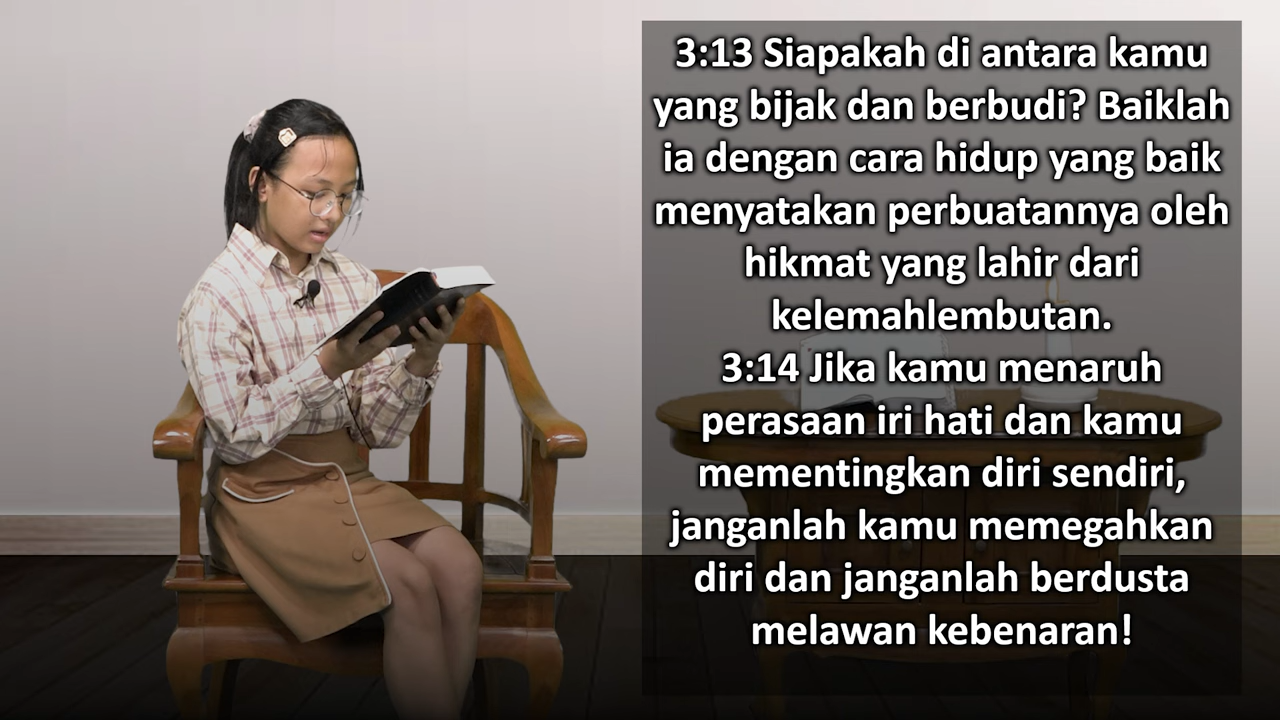 3:13 Siapakah di antara kamu
yang bijak dan berbudi? Baiklah
ia dengan cara hidup yang baik
menyatakan perbuatannya oleh
hikmat yang lahir dari
kelemahlembutan.
3:14 Jika kamu menaruh
perasaan iri hati dan kamu
mementingkan diri sendiri,
janganlah kamu memegahkan
diri dan janganlah berdusta
melawan kebenaran!